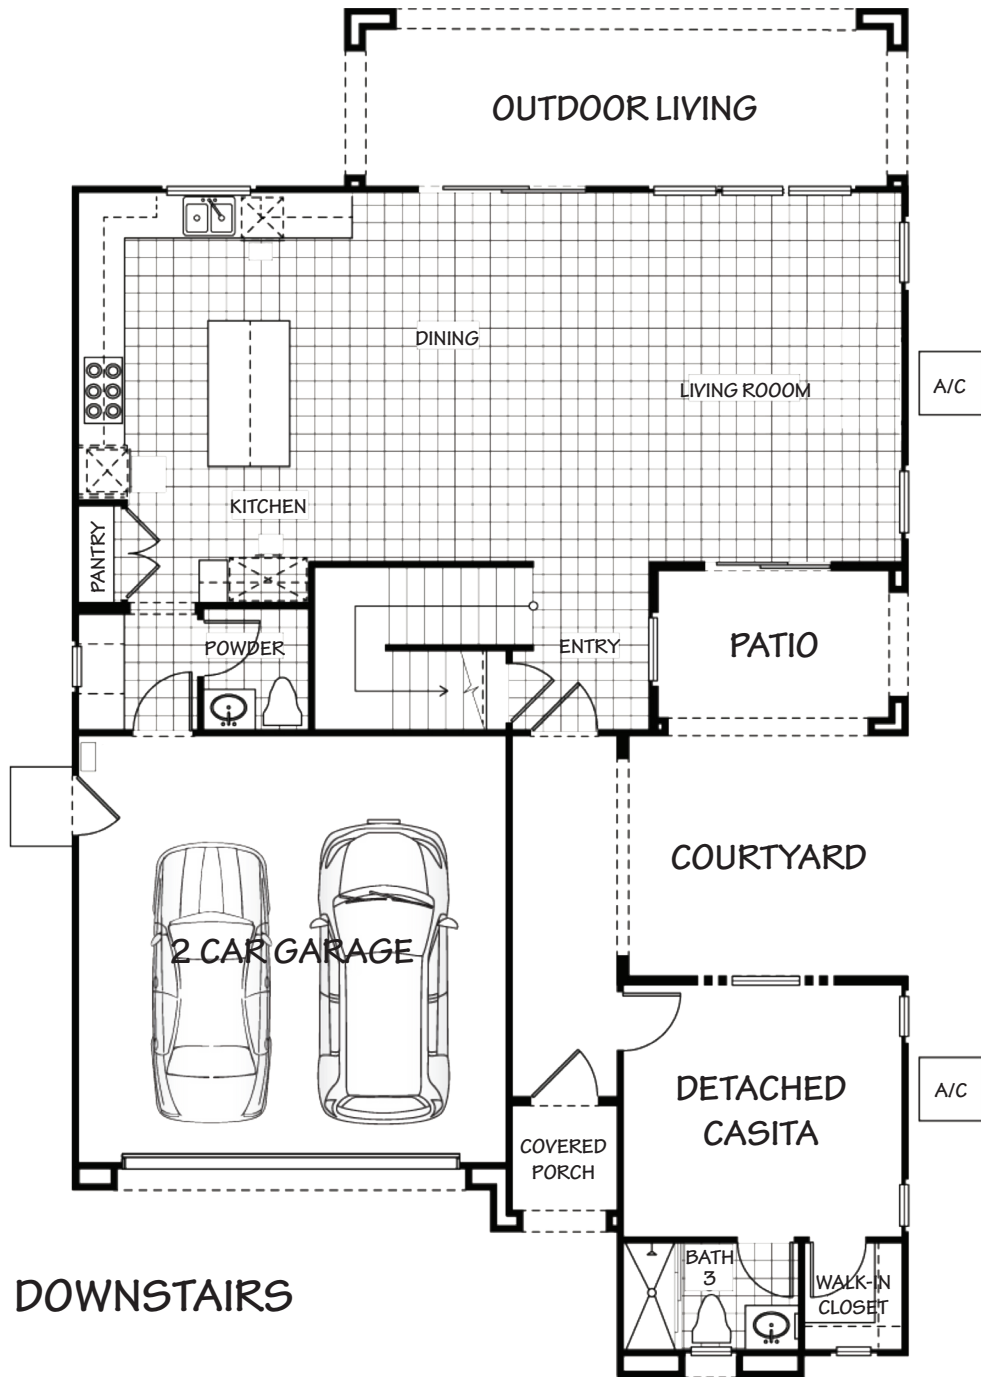 OUTDOOR LIVING
DINING
LIVING ROOOM
A/C
KITCHEN
PANTRY
POWDER
ENTRY
PATIO
COURTYARD
2 CAR GARAGE
DETACHED
CASITA
A/C
COVERED
PORCH
BATH
3
WALK-IN
CLOSET
DOWNSTAIRS